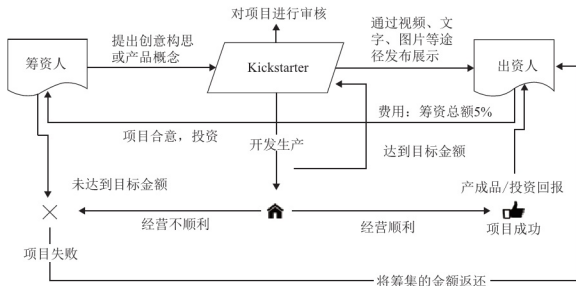 对项目进行审核
提出创意构思
或产品概念
通过视频、文
字、图片等途
径发布展示
筹资人
Kickstarter
出资人
费用：筹资总额5%
项目合意，投资
开发生产
达到目标金额
未达到目标金额
产成品/投资回报
经营不顺利
经营顺利
项目成功
项目失败
将筹集的金额返还